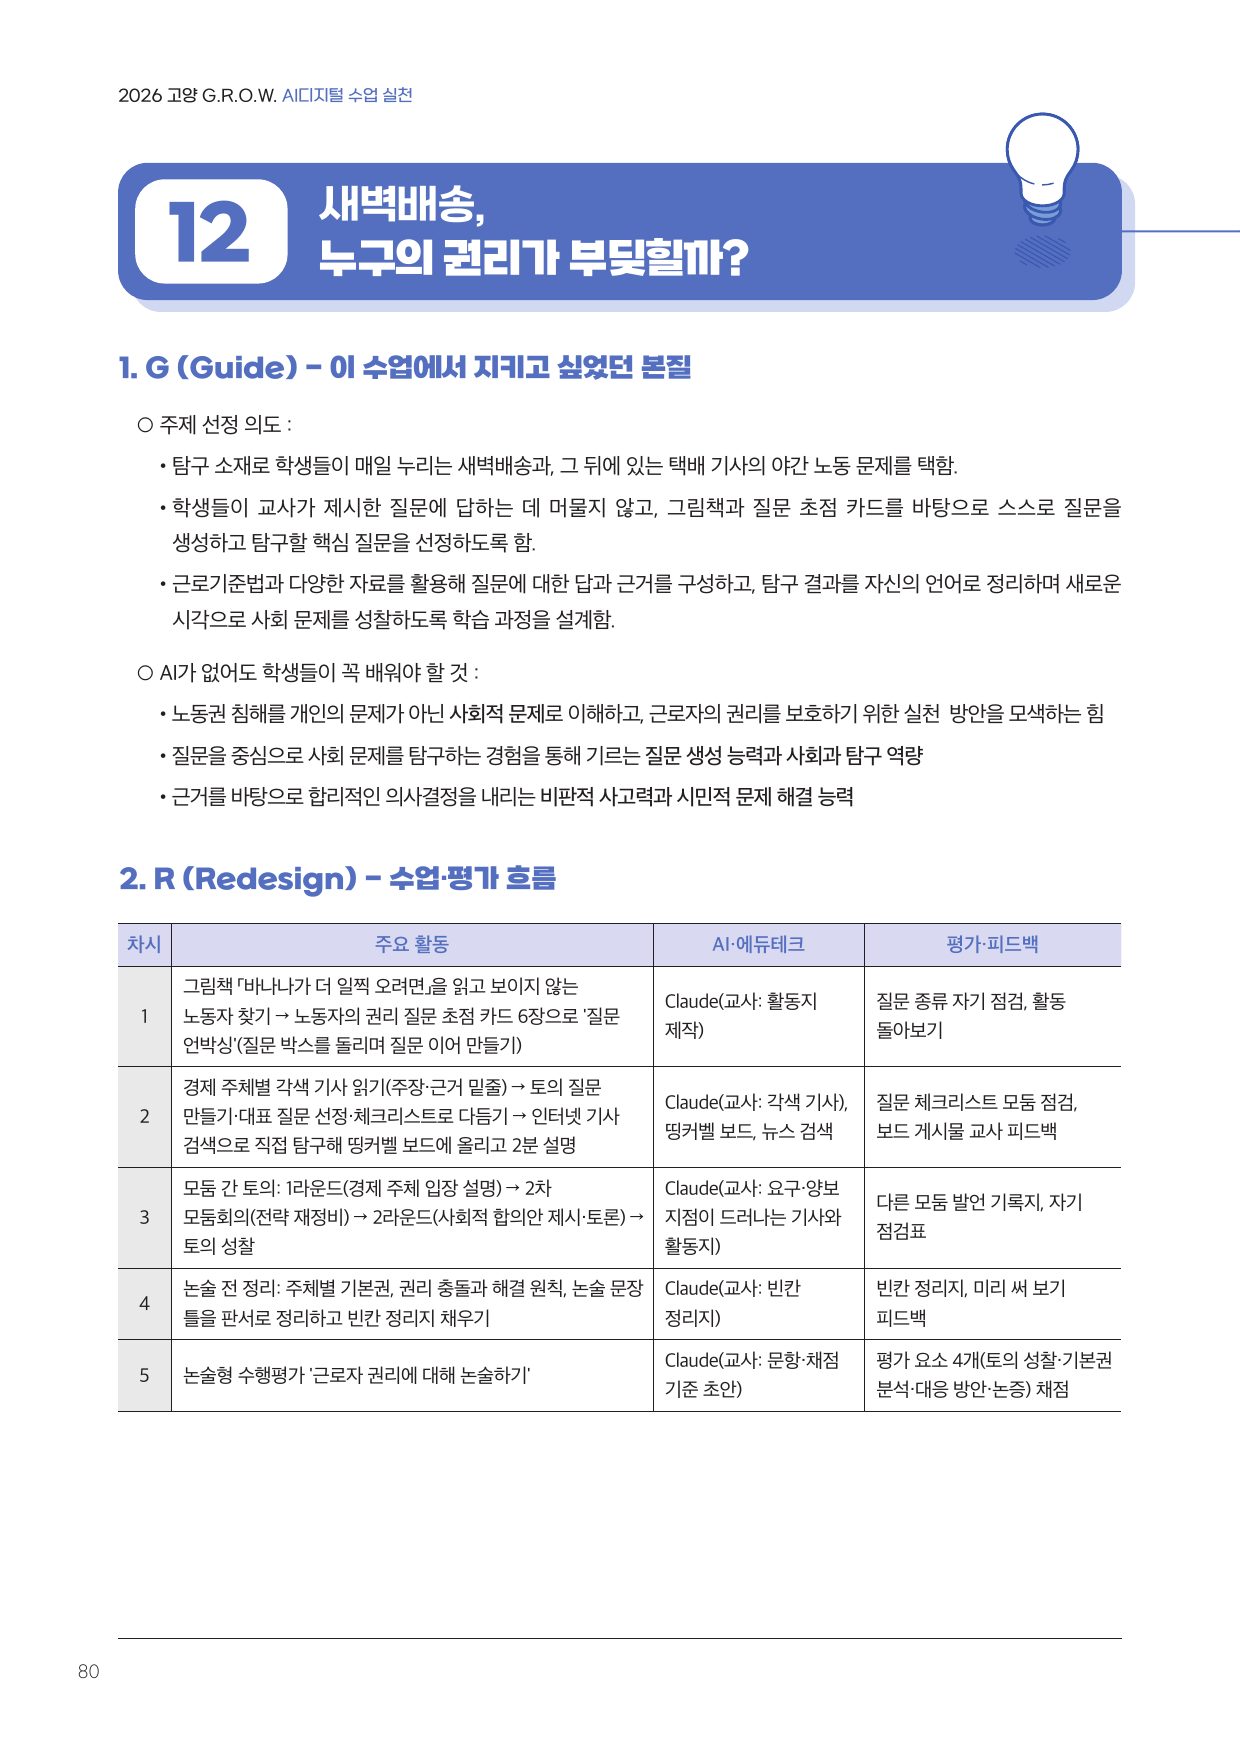 2026 고양 G.R.O.W. AI디지털 수업 실천
12
새벽배송,
누구의 권리가 부딪힐까?
1. G (Guide) – 이 수업에서 지키고 싶었던 본질
○ 주제 선정 의도 :
• 탐구 소재로 학생들이 매일 누리는 새벽배송과, 그 뒤에 있는 택배 기사의 야간 노동 문제를 택함.
• 학생들이 교사가 제시한 질문에 답하는 데 머물지 않고, 그림책과 질문 초점 카드를 바탕으로 스스로 질문을
생성하고 탐구할 핵심 질문을 선정하도록 함.
• 근로기준법과 다양한 자료를 활용해 질문에 대한 답과 근거를 구성하고, 탐구 결과를 자신의 언어로 정리하며 새로운
시각으로 사회 문제를 성찰하도록 학습 과정을 설계함.
○ AI가 없어도 학생들이 꼭 배워야 할 것 :
• 노동권 침해를 개인의 문제가 아닌 사회적 문제로 이해하고, 근로자의 권리를 보호하기 위한 실천 방안을 모색하는 힘
• 질문을 중심으로 사회 문제를 탐구하는 경험을 통해 기르는 질문 생성 능력과 사회과 탐구 역량
• 근거를 바탕으로 합리적인 의사결정을 내리는 비판적 사고력과 시민적 문제 해결 능력
2. R (Redesign) – 수업·평가 흐름
차시 주요 활동 AI·에듀테크 평가·피드백
1
그림책 「바나나가 더 일찍 오려면」을 읽고 보이지 않는
노동자 찾기 → 노동자의 권리 질문 초점 카드 6장으로 '질문
언박싱'(질문 박스를 돌리며 질문 이어 만들기)
Claude(교사: 활동지
제작)
질문 종류 자기 점검, 활동
돌아보기
2
경제 주체별 각색 기사 읽기(주장·근거 밑줄) → 토의 질문
만들기·대표 질문 선정·체크리스트로 다듬기 → 인터넷 기사
검색으로 직접 탐구해 띵커벨 보드에 올리고 2분 설명
Claude(교사: 각색 기사),
띵커벨 보드, 뉴스 검색
질문 체크리스트 모둠 점검,
보드 게시물 교사 피드백
3
모둠 간 토의: 1라운드(경제 주체 입장 설명) → 2차
모둠회의(전략 재정비) → 2라운드(사회적 합의안 제시·토론) →
토의 성찰
Claude(교사: 요구·양보
지점이 드러나는 기사와
활동지)
다른 모둠 발언 기록지, 자기
점검표
4
논술 전 정리: 주체별 기본권, 권리 충돌과 해결 원칙, 논술 문장
틀을 판서로 정리하고 빈칸 정리지 채우기
Claude(교사: 빈칸
정리지)
빈칸 정리지, 미리 써 보기
피드백
5
논술형 수행평가 '근로자 권리에 대해 논술하기'
Claude(교사: 문항·채점
기준 초안)
평가 요소 4개(토의 성찰·기본권
분석·대응 방안·논증) 채점
80